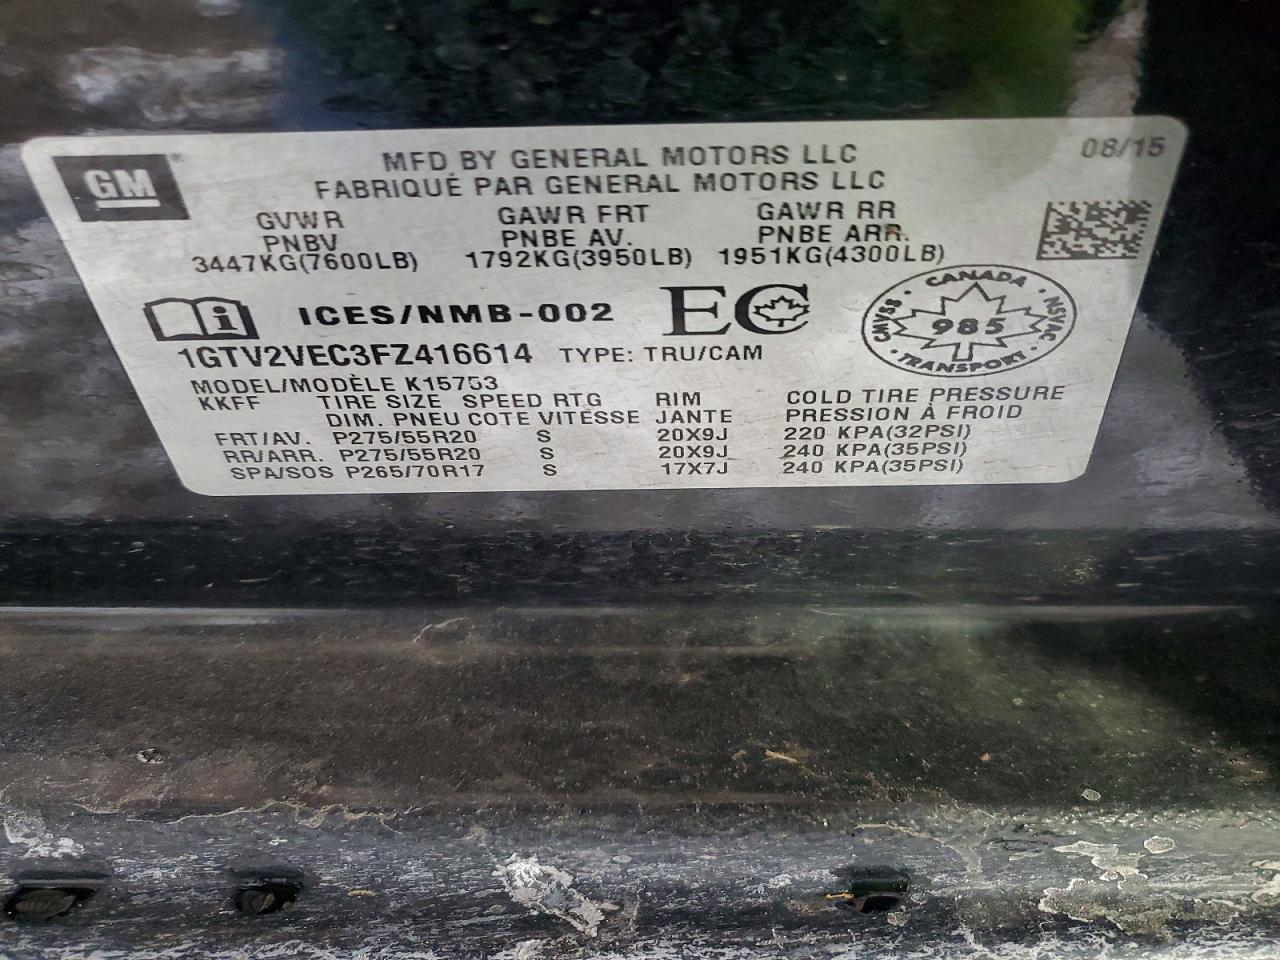 GM
MFD BY GENERAL MOTORS LLC
08/15
FABRIQUÉ PAR GENERAL MOTORS LLC
GVWR GAWR FRT GAWR RR
PNBV PNBE AV. PNBE ARR.
3447KG(7600LB) 1792KG(3950LB) 1951KG(4300LB)
i ICES/NMB-002 EC
CANADA
CMVSS 985 NSVAC
TRANSPORT
1GTV2VEC3FZ416614 TYPE: TRU/CAM
MODEL/MODÈLE K15753
KKFF TIRE SIZE SPEED RTG RIM COLD TIRE PRESSURE
DIM. PNEU COTE VITESSE JANTE PRESSION À FROID
FRT/AV. P275/55R20 S 20X9J 220 KPA(32PSI)
RR/ARR. P275/55R20 S 20X9J 240 KPA(35PSI)
SPA/SOS P265/70R17 S 17X7J 240 KPA(35PSI)